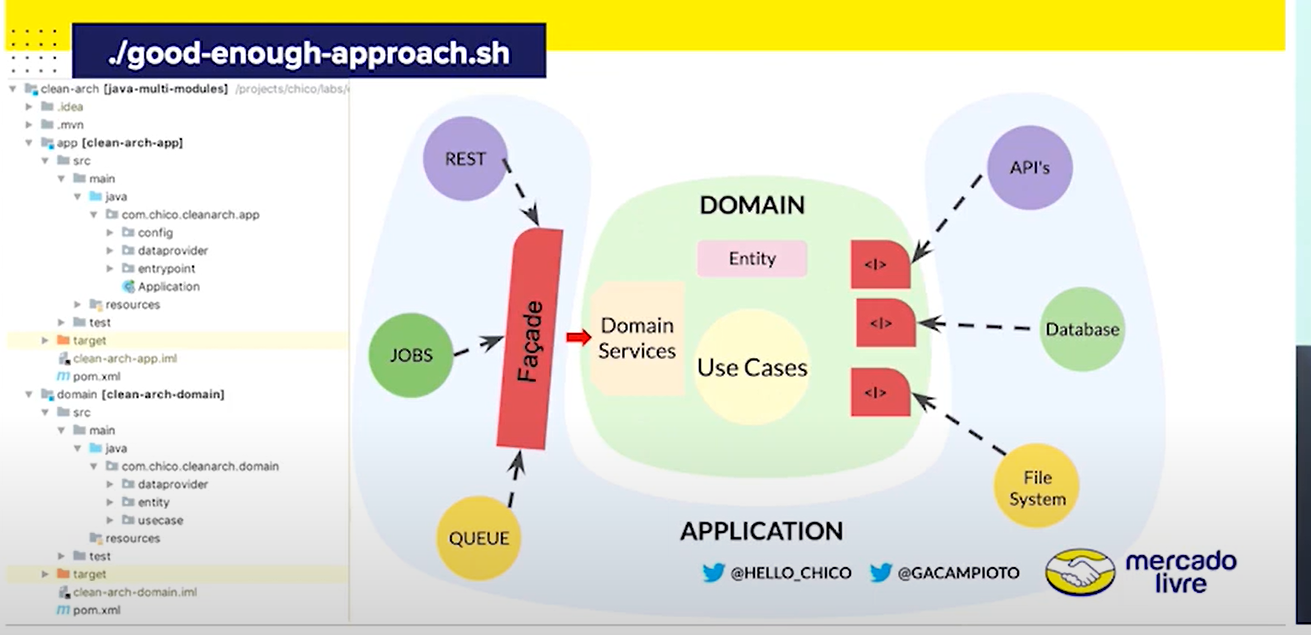 ./good-enough-approach.sh
clean-arch [java-multi-modules] /projects/chico/labs/
.idea
.mvn
app [clean-arch-app]
src
main
java
com.chico.cleanarch.app
config
dataprovider
entrypoint
Application
resources
test
target
clean-arch-app.iml
pom.xml
domain [clean-arch-domain]
src
main
java
com.chico.cleanarch.domain
dataprovider
entity
usecase
resources
test
target
clean-arch-domain.iml
pom.xml
REST
JOBS
QUEUE
Façade
DOMAIN
Entity
Domain
Services
Use Cases
<I>
<I>
<I>
API's
Database
File
System
APPLICATION
@HELLO_CHICO
@GACAMPIOTO
mercado
livre